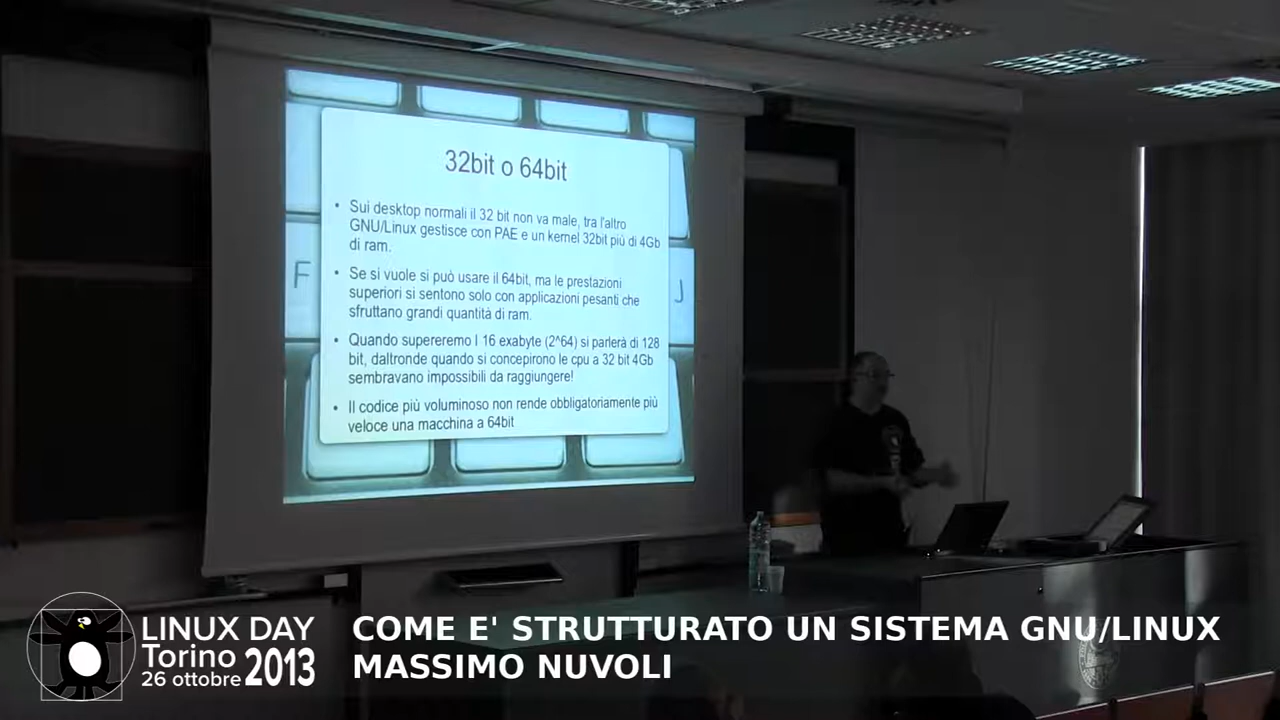 32bit o 64bit
• Sui desktop normali il 32 bit non va male, tra l'altro
GNU/Linux gestisce con PAE e un kernel 32bit più di 4Gb
di ram.
• Se si vuole si può usare il 64bit, ma le prestazioni
superiori si sentono solo con applicazioni pesanti che
sfruttano grandi quantità di ram.
• Quando supereremo I 16 exabyte (2^64) si parlerà di 128
bit, daltronde quando si concepirono le cpu a 32 bit 4Gb
sembravano impossibili da raggiungere!
• Il codice più voluminoso non rende obbligatoriamente più
veloce una macchina a 64bit
F
J
LINUX DAY
Torino 2013
26 ottobre
COME E' STRUTTURATO UN SISTEMA GNU/LINUX
MASSIMO NUVOLI